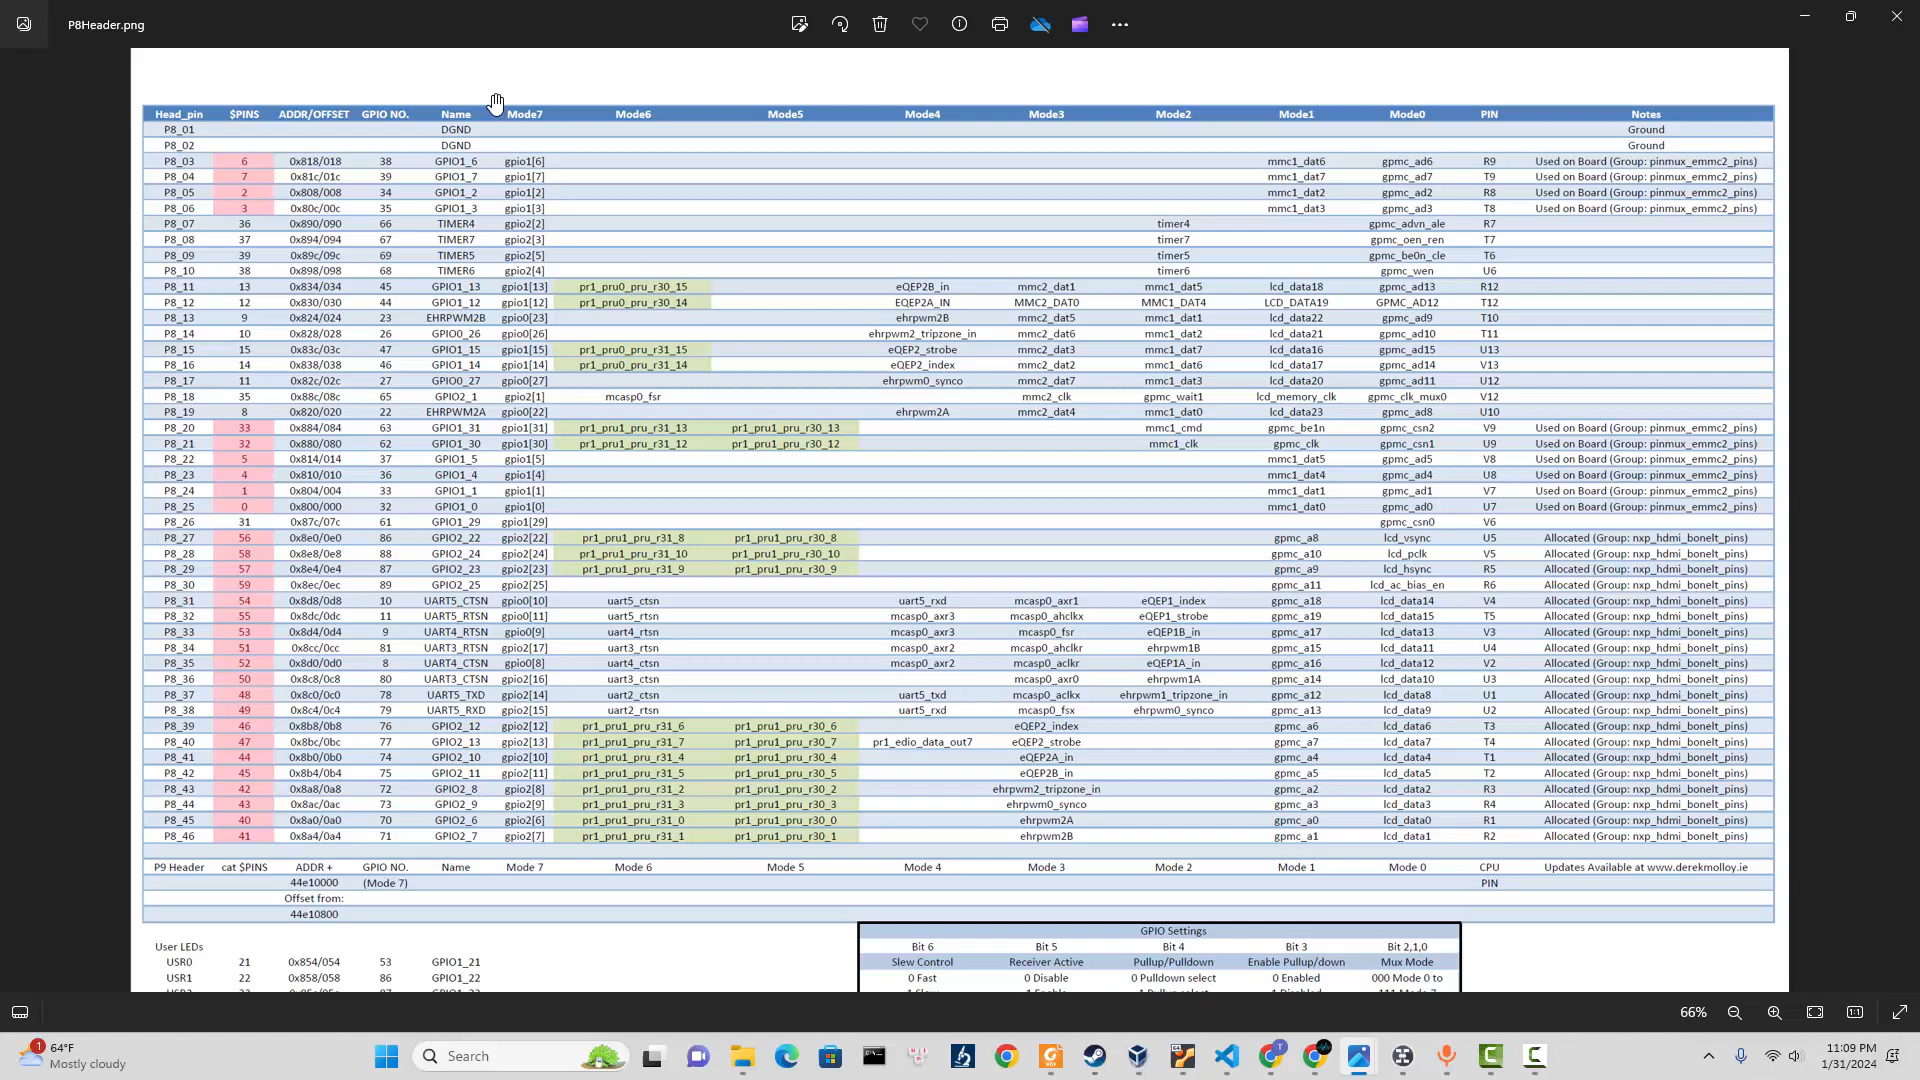 P8Header.png
Head_pin $PINS ADDR/OFFSET GPIO NO. Name Mode7 Mode6 Mode5 Mode4 Mode3 Mode2 Mode1 Mode0 PIN Notes
P8_01 DGND Ground
P8_02 DGND Ground
P8_03 6 0x818/018 38 GPIO1_6 gpio1[6] mmc1_dat6 gpmc_ad6 R9 Used on Board (Group: pinmux_emmc2_pins)
P8_04 7 0x81c/01c 39 GPIO1_7 gpio1[7] mmc1_dat7 gpmc_ad7 T9 Used on Board (Group: pinmux_emmc2_pins)
P8_05 2 0x808/008 34 GPIO1_2 gpio1[2] mmc1_dat2 gpmc_ad2 R8 Used on Board (Group: pinmux_emmc2_pins)
P8_06 3 0x80c/00c 35 GPIO1_3 gpio1[3] mmc1_dat3 gpmc_ad3 T8 Used on Board (Group: pinmux_emmc2_pins)
P8_07 36 0x890/090 66 TIMER4 gpio2[2] timer4 gpmc_advn_ale R7
P8_08 37 0x894/094 67 TIMER7 gpio2[3] timer7 gpmc_oen_ren T7
P8_09 39 0x89c/09c 69 TIMER5 gpio2[5] timer5 gpmc_be0n_cle T6
P8_10 38 0x898/098 68 TIMER6 gpio2[4] timer6 gpmc_wen U6
P8_11 13 0x834/034 45 GPIO1_13 gpio1[13] pr1_pru0_pru_r30_15 eQEP2B_in mmc2_dat1 mmc1_dat5 lcd_data18 gpmc_ad13 R12
P8_12 12 0x830/030 44 GPIO1_12 gpio1[12] pr1_pru0_pru_r30_14 EQEP2A_IN MMC2_DAT0 MMC1_DAT4 LCD_DATA19 GPMC_AD12 T12
P8_13 9 0x824/024 23 EHRPWM2B gpio0[23] ehrpwm2B mmc2_dat5 mmc1_dat1 lcd_data22 gpmc_ad9 T10
P8_14 10 0x828/028 26 GPIO0_26 gpio0[26] ehrpwm2_tripzone_in mmc2_dat6 mmc1_dat2 lcd_data21 gpmc_ad10 T11
P8_15 15 0x83c/03c 47 GPIO1_15 gpio1[15] pr1_pru0_pru_r31_15 eQEP2_strobe mmc2_dat3 mmc1_dat7 lcd_data16 gpmc_ad15 U13
P8_16 14 0x838/038 46 GPIO1_14 gpio1[14] pr1_pru0_pru_r31_14 eQEP2_index mmc2_dat2 mmc1_dat6 lcd_data17 gpmc_ad14 V13
P8_17 11 0x82c/02c 27 GPIO0_27 gpio0[27] ehrpwm0_synco mmc2_dat7 mmc1_dat3 lcd_data20 gpmc_ad11 U12
P8_18 35 0x88c/08c 65 GPIO2_1 gpio2[1] mcasp0_fsr mmc2_clk gpmc_wait1 lcd_memory_clk gpmc_clk_mux0 V12
P8_19 8 0x820/020 22 EHRPWM2A gpio0[22] ehrpwm2A mmc2_dat4 mmc1_dat0 lcd_data23 gpmc_ad8 U10
P8_20 33 0x884/084 63 GPIO1_31 gpio1[31] pr1_pru1_pru_r31_13 pr1_pru1_pru_r30_13 mmc1_cmd gpmc_be1n gpmc_csn2 V9 Used on Board (Group: pinmux_emmc2_pins)
P8_21 32 0x880/080 62 GPIO1_30 gpio1[30] pr1_pru1_pru_r31_12 pr1_pru1_pru_r30_12 mmc1_clk gpmc_clk gpmc_csn1 U9 Used on Board (Group: pinmux_emmc2_pins)
P8_22 5 0x814/014 37 GPIO1_5 gpio1[5] mmc1_dat5 gpmc_ad5 V8 Used on Board (Group: pinmux_emmc2_pins)
P8_23 4 0x810/010 36 GPIO1_4 gpio1[4] mmc1_dat4 gpmc_ad4 U8 Used on Board (Group: pinmux_emmc2_pins)
P8_24 1 0x804/004 33 GPIO1_1 gpio1[1] mmc1_dat1 gpmc_ad1 V7 Used on Board (Group: pinmux_emmc2_pins)
P8_25 0 0x800/000 32 GPIO1_0 gpio1[0] mmc1_dat0 gpmc_ad0 U7 Used on Board (Group: pinmux_emmc2_pins)
P8_26 31 0x87c/07c 61 GPIO1_29 gpio1[29] gpmc_csn0 V6
P8_27 56 0x8e0/0e0 86 GPIO2_22 gpio2[22] pr1_pru1_pru_r31_8 pr1_pru1_pru_r30_8 gpmc_a8 lcd_vsync U5 Allocated (Group: nxp_hdmi_bonelt_pins)
P8_28 58 0x8e8/0e8 88 GPIO2_24 gpio2[24] pr1_pru1_pru_r31_10 pr1_pru1_pru_r30_10 gpmc_a10 lcd_pclk V5 Allocated (Group: nxp_hdmi_bonelt_pins)
P8_29 57 0x8e4/0e4 87 GPIO2_23 gpio2[23] pr1_pru1_pru_r31_9 pr1_pru1_pru_r30_9 gpmc_a9 lcd_hsync R5 Allocated (Group: nxp_hdmi_bonelt_pins)
P8_30 59 0x8ec/0ec 89 GPIO2_25 gpio2[25] gpmc_a11 lcd_ac_bias_en R6 Allocated (Group: nxp_hdmi_bonelt_pins)
P8_31 54 0x8d8/0d8 10 UART5_CTSN gpio0[10] uart5_ctsn uart5_rxd mcasp0_axr1 eQEP1_index gpmc_a18 lcd_data14 V4 Allocated (Group: nxp_hdmi_bonelt_pins)
P8_32 55 0x8dc/0dc 11 UART5_RTSN gpio0[11] uart5_rtsn mcasp0_axr3 mcasp0_ahclkx eQEP1_strobe gpmc_a19 lcd_data15 T5 Allocated (Group: nxp_hdmi_bonelt_pins)
P8_33 53 0x8d4/0d4 9 UART4_RTSN gpio0[9] uart4_rtsn mcasp0_axr3 mcasp0_fsr eQEP1B_in gpmc_a17 lcd_data13 V3 Allocated (Group: nxp_hdmi_bonelt_pins)
P8_34 51 0x8cc/0cc 81 UART3_RTSN gpio2[17] uart3_rtsn mcasp0_axr2 mcasp0_ahclkr ehrpwm1B gpmc_a15 lcd_data11 U4 Allocated (Group: nxp_hdmi_bonelt_pins)
P8_35 52 0x8d0/0d0 8 UART4_CTSN gpio0[8] uart4_ctsn mcasp0_axr2 mcasp0_aclkr eQEP1A_in gpmc_a16 lcd_data12 V2 Allocated (Group: nxp_hdmi_bonelt_pins)
P8_36 50 0x8c8/0c8 80 UART3_CTSN gpio2[16] uart3_ctsn mcasp0_axr0 ehrpwm1A gpmc_a14 lcd_data10 U3 Allocated (Group: nxp_hdmi_bonelt_pins)
P8_37 48 0x8c0/0c0 78 UART5_TXD gpio2[14] uart2_ctsn uart5_txd mcasp0_aclkx ehrpwm1_tripzone_in gpmc_a12 lcd_data8 U1 Allocated (Group: nxp_hdmi_bonelt_pins)
P8_38 49 0x8c4/0c4 79 UART5_RXD gpio2[15] uart2_rtsn uart5_rxd mcasp0_fsx ehrpwm0_synco gpmc_a13 lcd_data9 U2 Allocated (Group: nxp_hdmi_bonelt_pins)
P8_39 46 0x8b8/0b8 76 GPIO2_12 gpio2[12] pr1_pru1_pru_r31_6 pr1_pru1_pru_r30_6 eQEP2_index gpmc_a6 lcd_data6 T3 Allocated (Group: nxp_hdmi_bonelt_pins)
P8_40 47 0x8bc/0bc 77 GPIO2_13 gpio2[13] pr1_pru1_pru_r31_7 pr1_pru1_pru_r30_7 pr1_edio_data_out7 eQEP2_strobe gpmc_a7 lcd_data7 T4 Allocated (Group: nxp_hdmi_bonelt_pins)
P8_41 44 0x8b0/0b0 74 GPIO2_10 gpio2[10] pr1_pru1_pru_r31_4 pr1_pru1_pru_r30_4 eQEP2A_in gpmc_a4 lcd_data4 T1 Allocated (Group: nxp_hdmi_bonelt_pins)
P8_42 45 0x8b4/0b4 75 GPIO2_11 gpio2[11] pr1_pru1_pru_r31_5 pr1_pru1_pru_r30_5 eQEP2B_in gpmc_a5 lcd_data5 T2 Allocated (Group: nxp_hdmi_bonelt_pins)
P8_43 42 0x8a8/0a8 72 GPIO2_8 gpio2[8] pr1_pru1_pru_r31_2 pr1_pru1_pru_r30_2 ehrpwm2_tripzone_in gpmc_a2 lcd_data2 R3 Allocated (Group: nxp_hdmi_bonelt_pins)
P8_44 43 0x8ac/0ac 73 GPIO2_9 gpio2[9] pr1_pru1_pru_r31_3 pr1_pru1_pru_r30_3 ehrpwm0_synco gpmc_a3 lcd_data3 R4 Allocated (Group: nxp_hdmi_bonelt_pins)
P8_45 40 0x8a0/0a0 70 GPIO2_6 gpio2[6] pr1_pru1_pru_r31_0 pr1_pru1_pru_r30_0 ehrpwm2A gpmc_a0 lcd_data0 R1 Allocated (Group: nxp_hdmi_bonelt_pins)
P8_46 41 0x8a4/0a4 71 GPIO2_7 gpio2[7] pr1_pru1_pru_r31_1 pr1_pru1_pru_r30_1 ehrpwm2B gpmc_a1 lcd_data1 R2 Allocated (Group: nxp_hdmi_bonelt_pins)
P9 Header cat $PINS ADDR + GPIO NO. Name Mode 7 Mode 6 Mode 5 Mode 4 Mode 3 Mode 2 Mode 1 Mode 0 CPU Updates Available at www.derekmolloy.ie
44e10000 (Mode 7) PIN
Offset from:
44e10800
GPIO Settings
User LEDs Bit 6 Bit 5 Bit 4 Bit 3 Bit 2,1,0
USR0 21 0x854/054 53 GPIO1_21 Slew Control Receiver Active Pullup/Pulldown Enable Pullup/down Mux Mode
USR1 22 0x858/058 86 GPIO1_22 0 Fast 0 Disable 0 Pulldown select 0 Enabled 000 Mode 0 to
66%
1
64°F
Mostly cloudy
Search
11:09 PM
1/31/2024